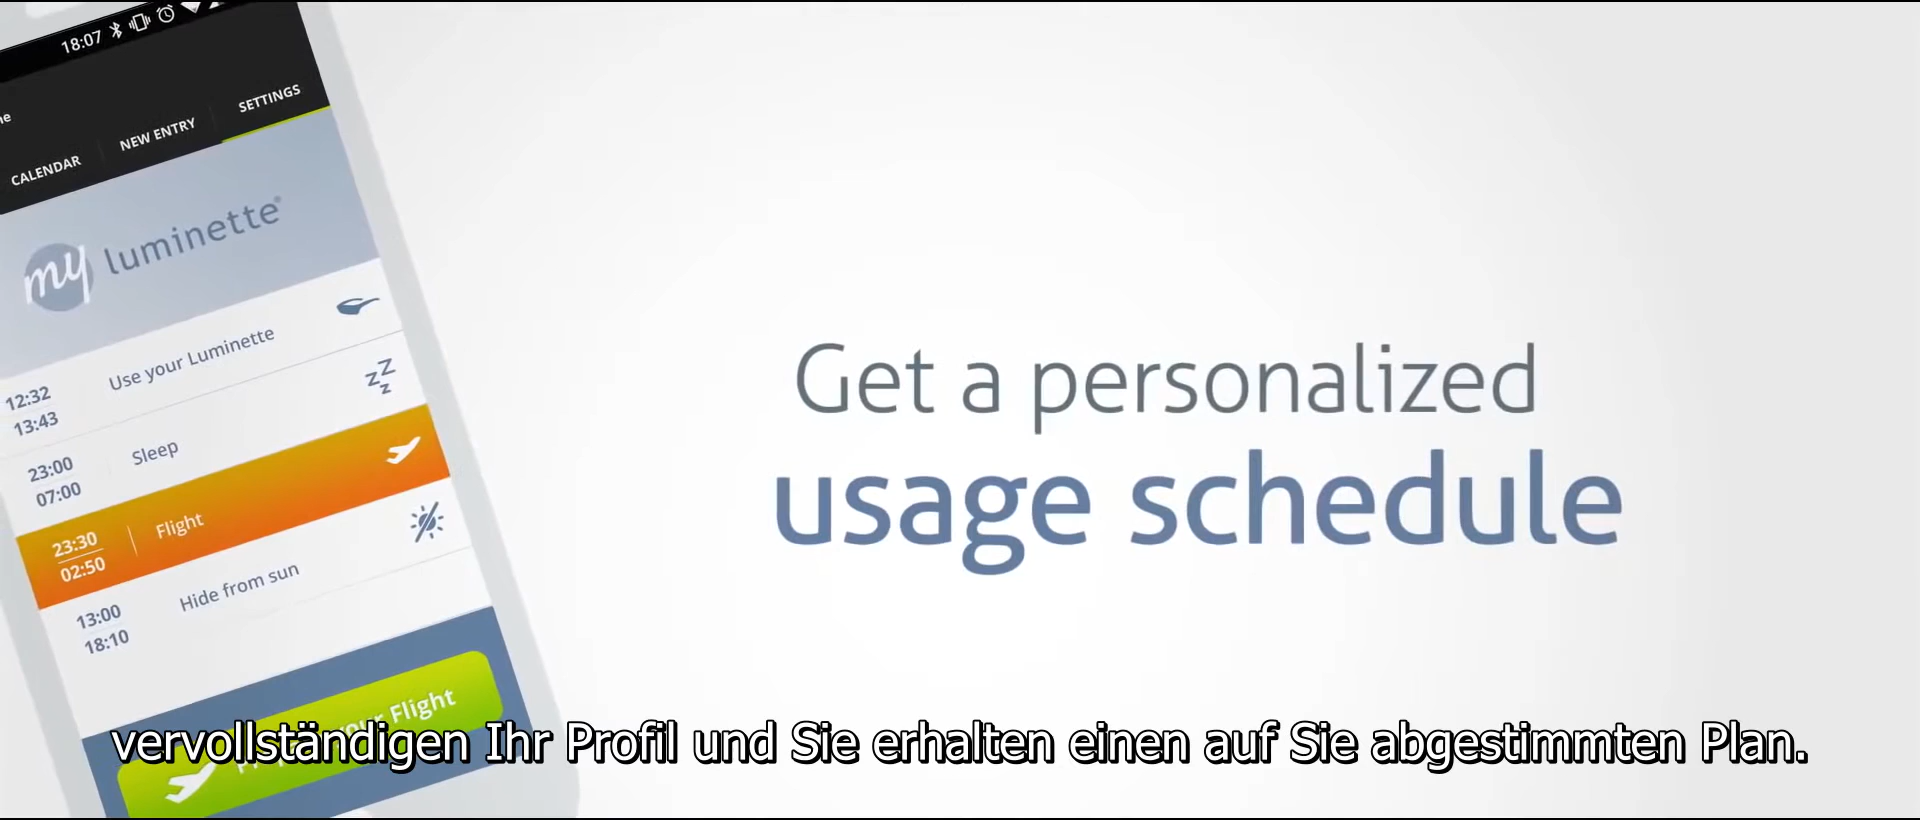 18:07
CALENDAR
NEW ENTRY
SETTINGS
my luminette®
12:32
13:43
Use your Luminette
23:00
07:00
Sleep
23:30
02:50
Flight
13:00
18:10
Hide from sun
your Flight
Get a personalized
usage schedule
vervollständigen Ihr Profil und Sie erhalten einen auf Sie abgestimmten Plan.